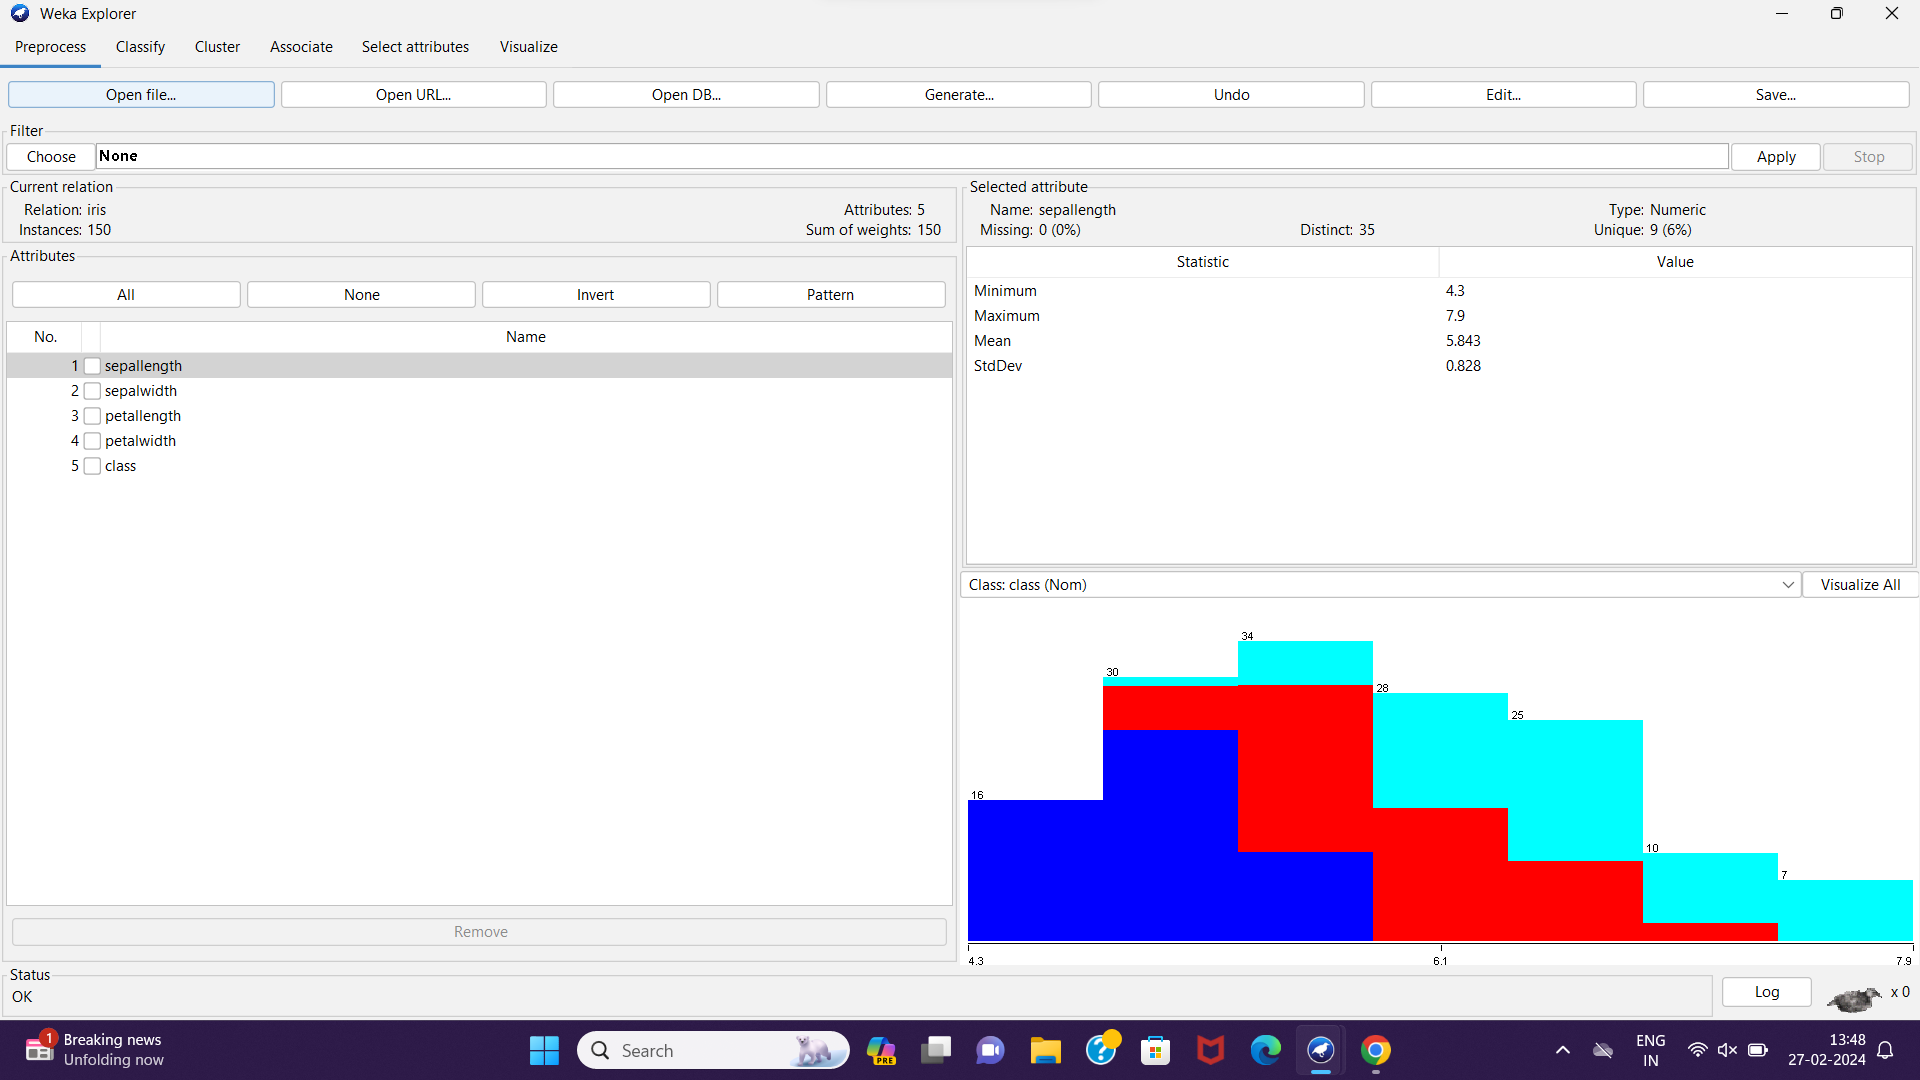 Weka Explorer
Preprocess Classify Cluster Associate Select attributes Visualize
Open file... Open URL... Open DB... Generate... Undo Edit... Save...
Filter
Choose None Apply Stop
Current relation
Relation: iris Attributes: 5
Instances: 150 Sum of weights: 150
Selected attribute
Name: sepallength Type: Numeric
Missing: 0 (0%) Distinct: 35 Unique: 9 (6%)
Attributes
All None Invert Pattern
No. Name
1 sepallength
2 sepalwidth
3 petallength
4 petalwidth
5 class
Remove
Statistic Value
Minimum 4.3
Maximum 7.9
Mean 5.843
StdDev 0.828
Class: class (Nom) Visualize All
34
30
28
25
16
10
7
4.3 6.1 7.9
Status
OK
Log x 0
1 Breaking news
Unfolding now
Search
PRE
ENG
IN
13:48
27-02-2024